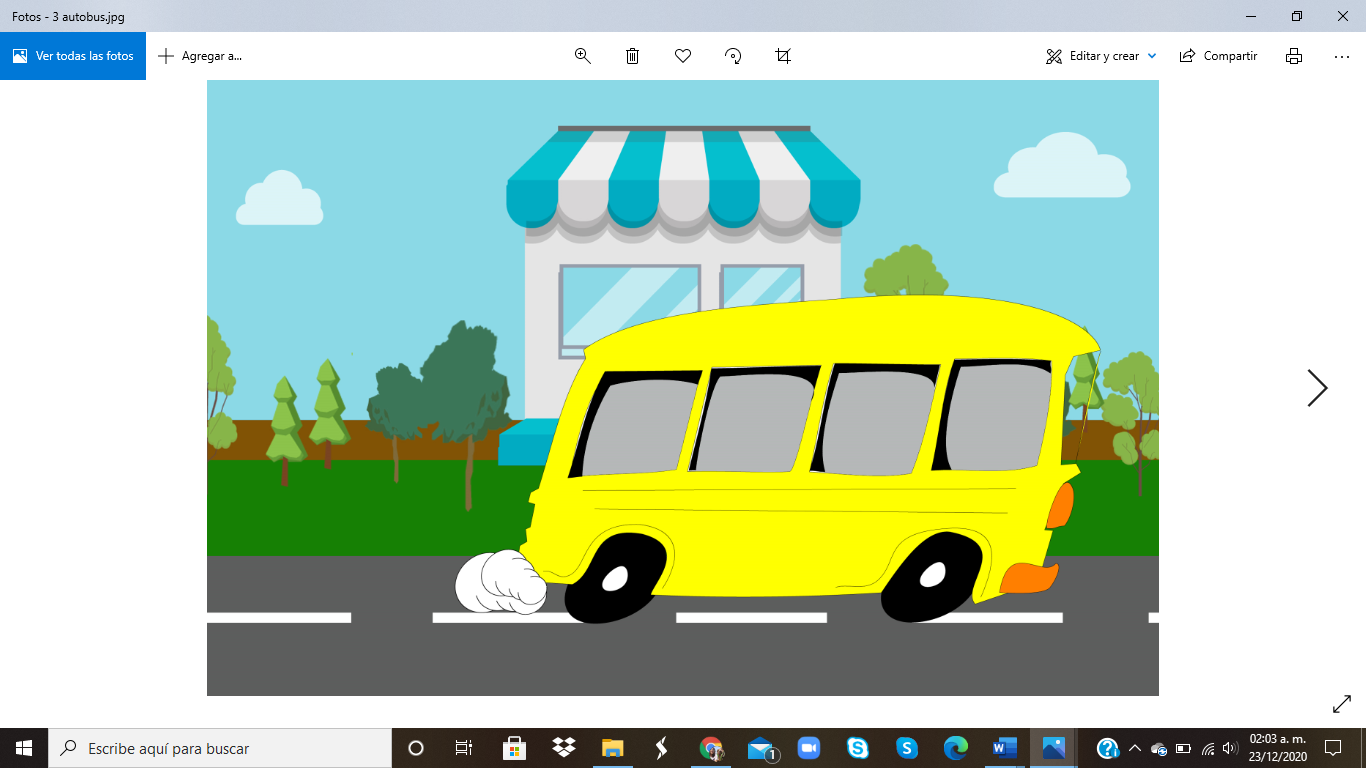 Fotos - 3 autobus.jpg
Ver todas las fotos
Agregar a...
Editar y crear
Compartir
Escribe aquí para buscar
1
02:03 a. m.
23/12/2020